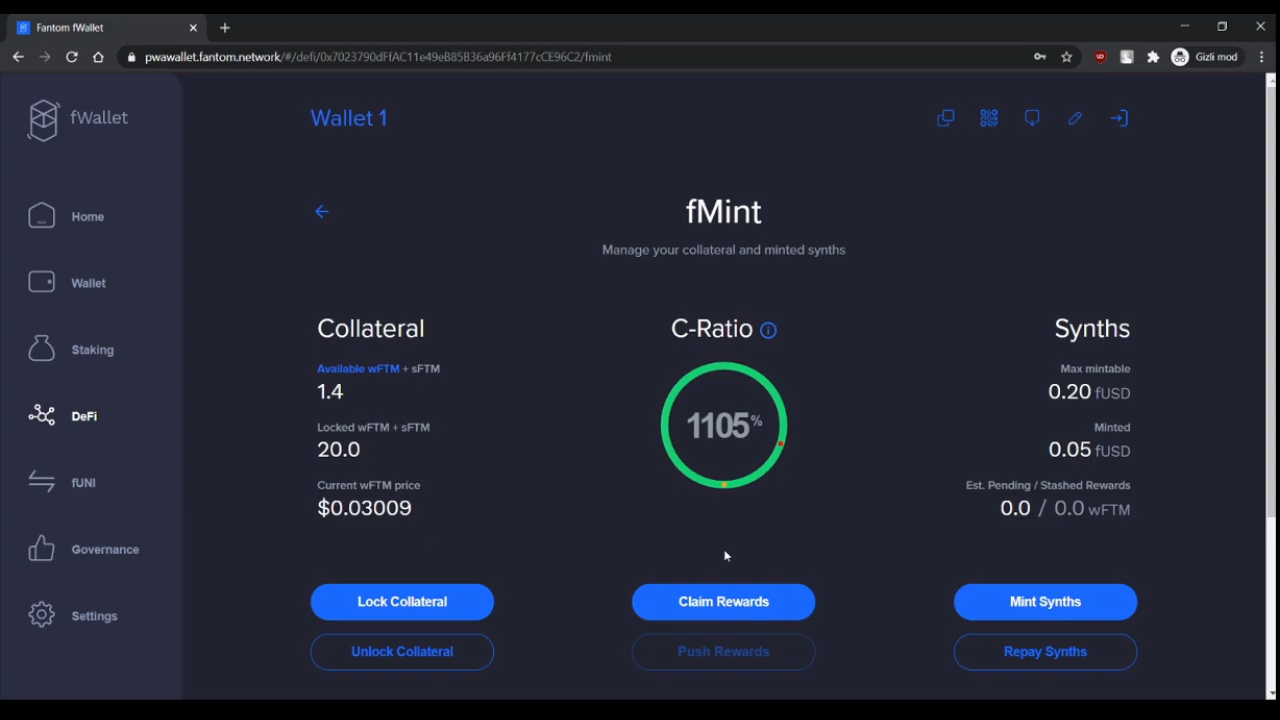 Fantom fWallet
pwawallet.fantom.network/#/defi/0x7023790dFfAC11e49eB85B36a96Ff4177cCE96C2/fmint
Gizli mod
fWallet
Wallet 1
Home
Wallet
Staking
DeFi
fUNI
Governance
Settings
fMint
Manage your collateral and minted synths
Collateral
Available wFTM + sFTM
1.4
Locked wFTM + sFTM
20.0
Current wFTM price
$0.03009
C-Ratio
1105%
Synths
Max mintable
0.20 fUSD
Minted
0.05 fUSD
Est. Pending / Stashed Rewards
0.0 / 0.0 wFTM
Lock Collateral
Claim Rewards
Mint Synths
Unlock Collateral
Push Rewards
Repay Synths